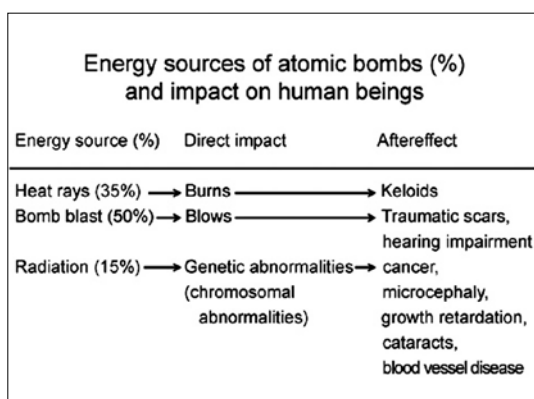 Energy sources of atomic bombs (%)
and impact on human beings
Energy source (%) Direct impact Aftereffect
Heat rays (35%) → Burns → Keloids
Bomb blast (50%) → Blows → Traumatic scars,
hearing impairment
Radiation (15%) → Genetic abnormalities → cancer,
(chromosomal microcephaly,
abnormalities) growth retardation,
cataracts,
blood vessel disease